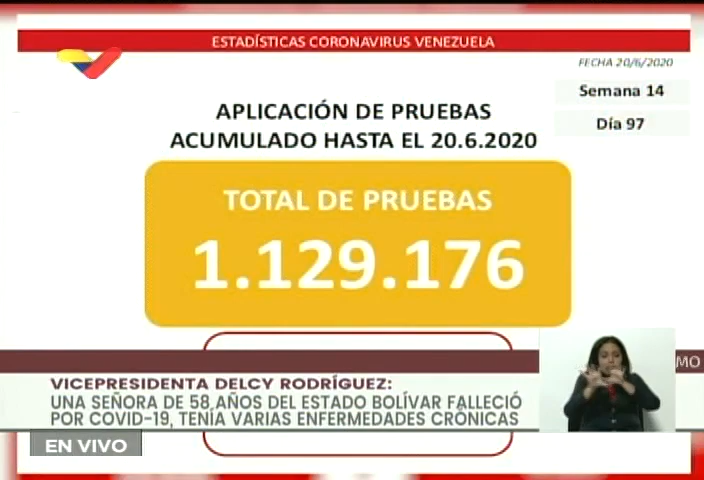 ESTADÍSTICAS CORONAVIRUS VENEZUELA
FECHA 20/6/2020
Semana 14
Día 97
APLICACIÓN DE PRUEBAS
ACUMULADO HASTA EL 20.6.2020
TOTAL DE PRUEBAS
1.129.176
MO
VICEPRESIDENTA DELCY RODRÍGUEZ:
UNA SEÑORA DE 58 AÑOS DEL ESTADO BOLÍVAR FALLECIÓ
POR COVID-19, TENÍA VARIAS ENFERMEDADES CRÓNICAS
EN VIVO